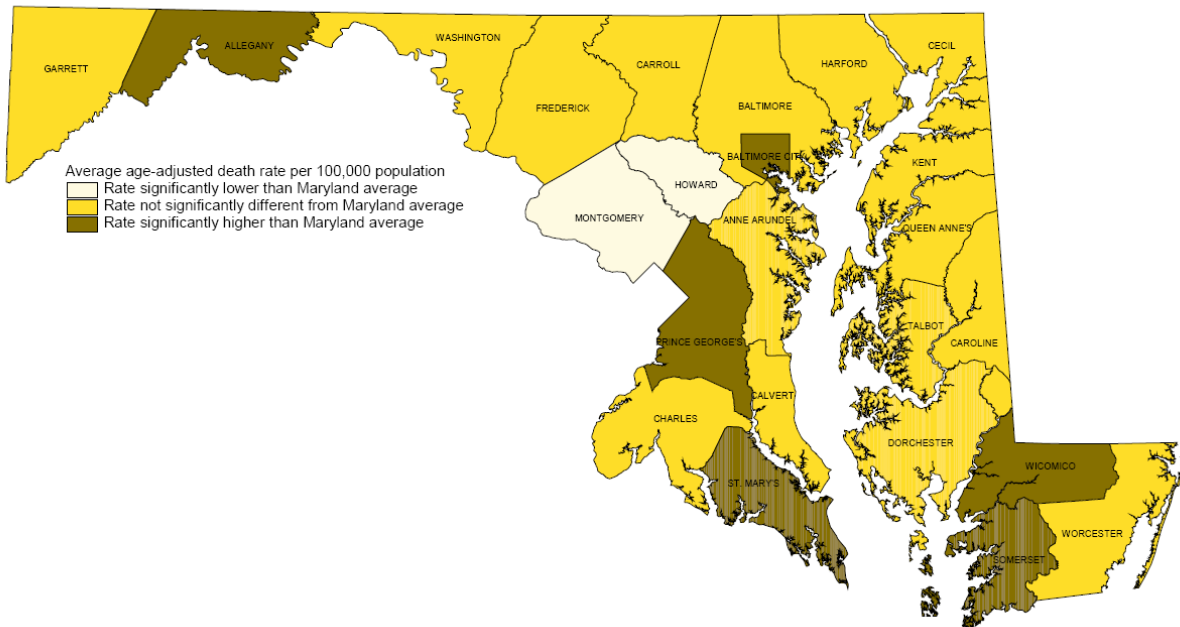 WASHINGTON
ALLEGANY
CECIL
GARRETT
CARROLL
HARFORD
FREDERICK
BALTIMORE
BALTIMORE CITY
KENT
Average age-adjusted death rate per 100,000 population
Rate significantly lower than Maryland average
Rate not significantly different from Maryland average
Rate significantly higher than Maryland average
HOWARD
MONTGOMERY
ANNE ARUNDEL
QUEEN ANNE'S
TALBOT
PRINCE GEORGE'S
CAROLINE
CALVERT
CHARLES
DORCHESTER
WICOMICO
ST. MARY'S
WORCESTER
SOMERSET